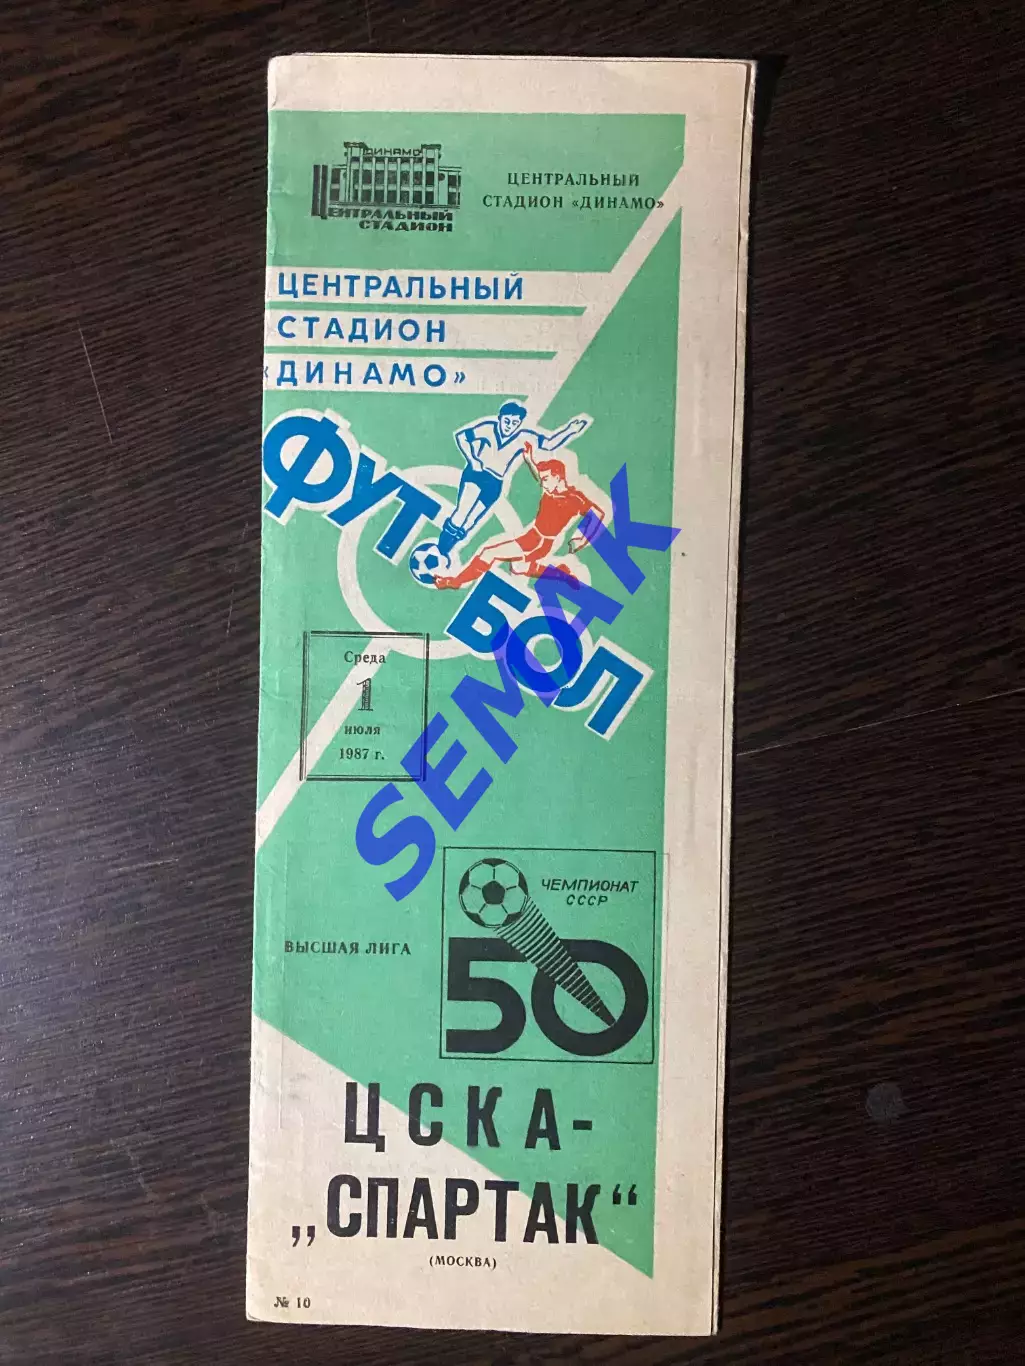 ДИНАМО
ЦЕНТРАЛЬНЫЙ
СТАДИОН
ЦЕНТРАЛЬНЫЙ
СТАДИОН «ДИНАМО»
ЦЕНТРАЛЬНЫЙ
СТАДИОН
«ДИНАМО»
ФУТ
БОЛ
Среда
1
июля
1987 г.
SEMAK
ЧЕМПИОНАТ
СССР
50
ВЫСШАЯ ЛИГА
ЦСКА-
„СПАРТАК“
(МОСКВА)
№ 10